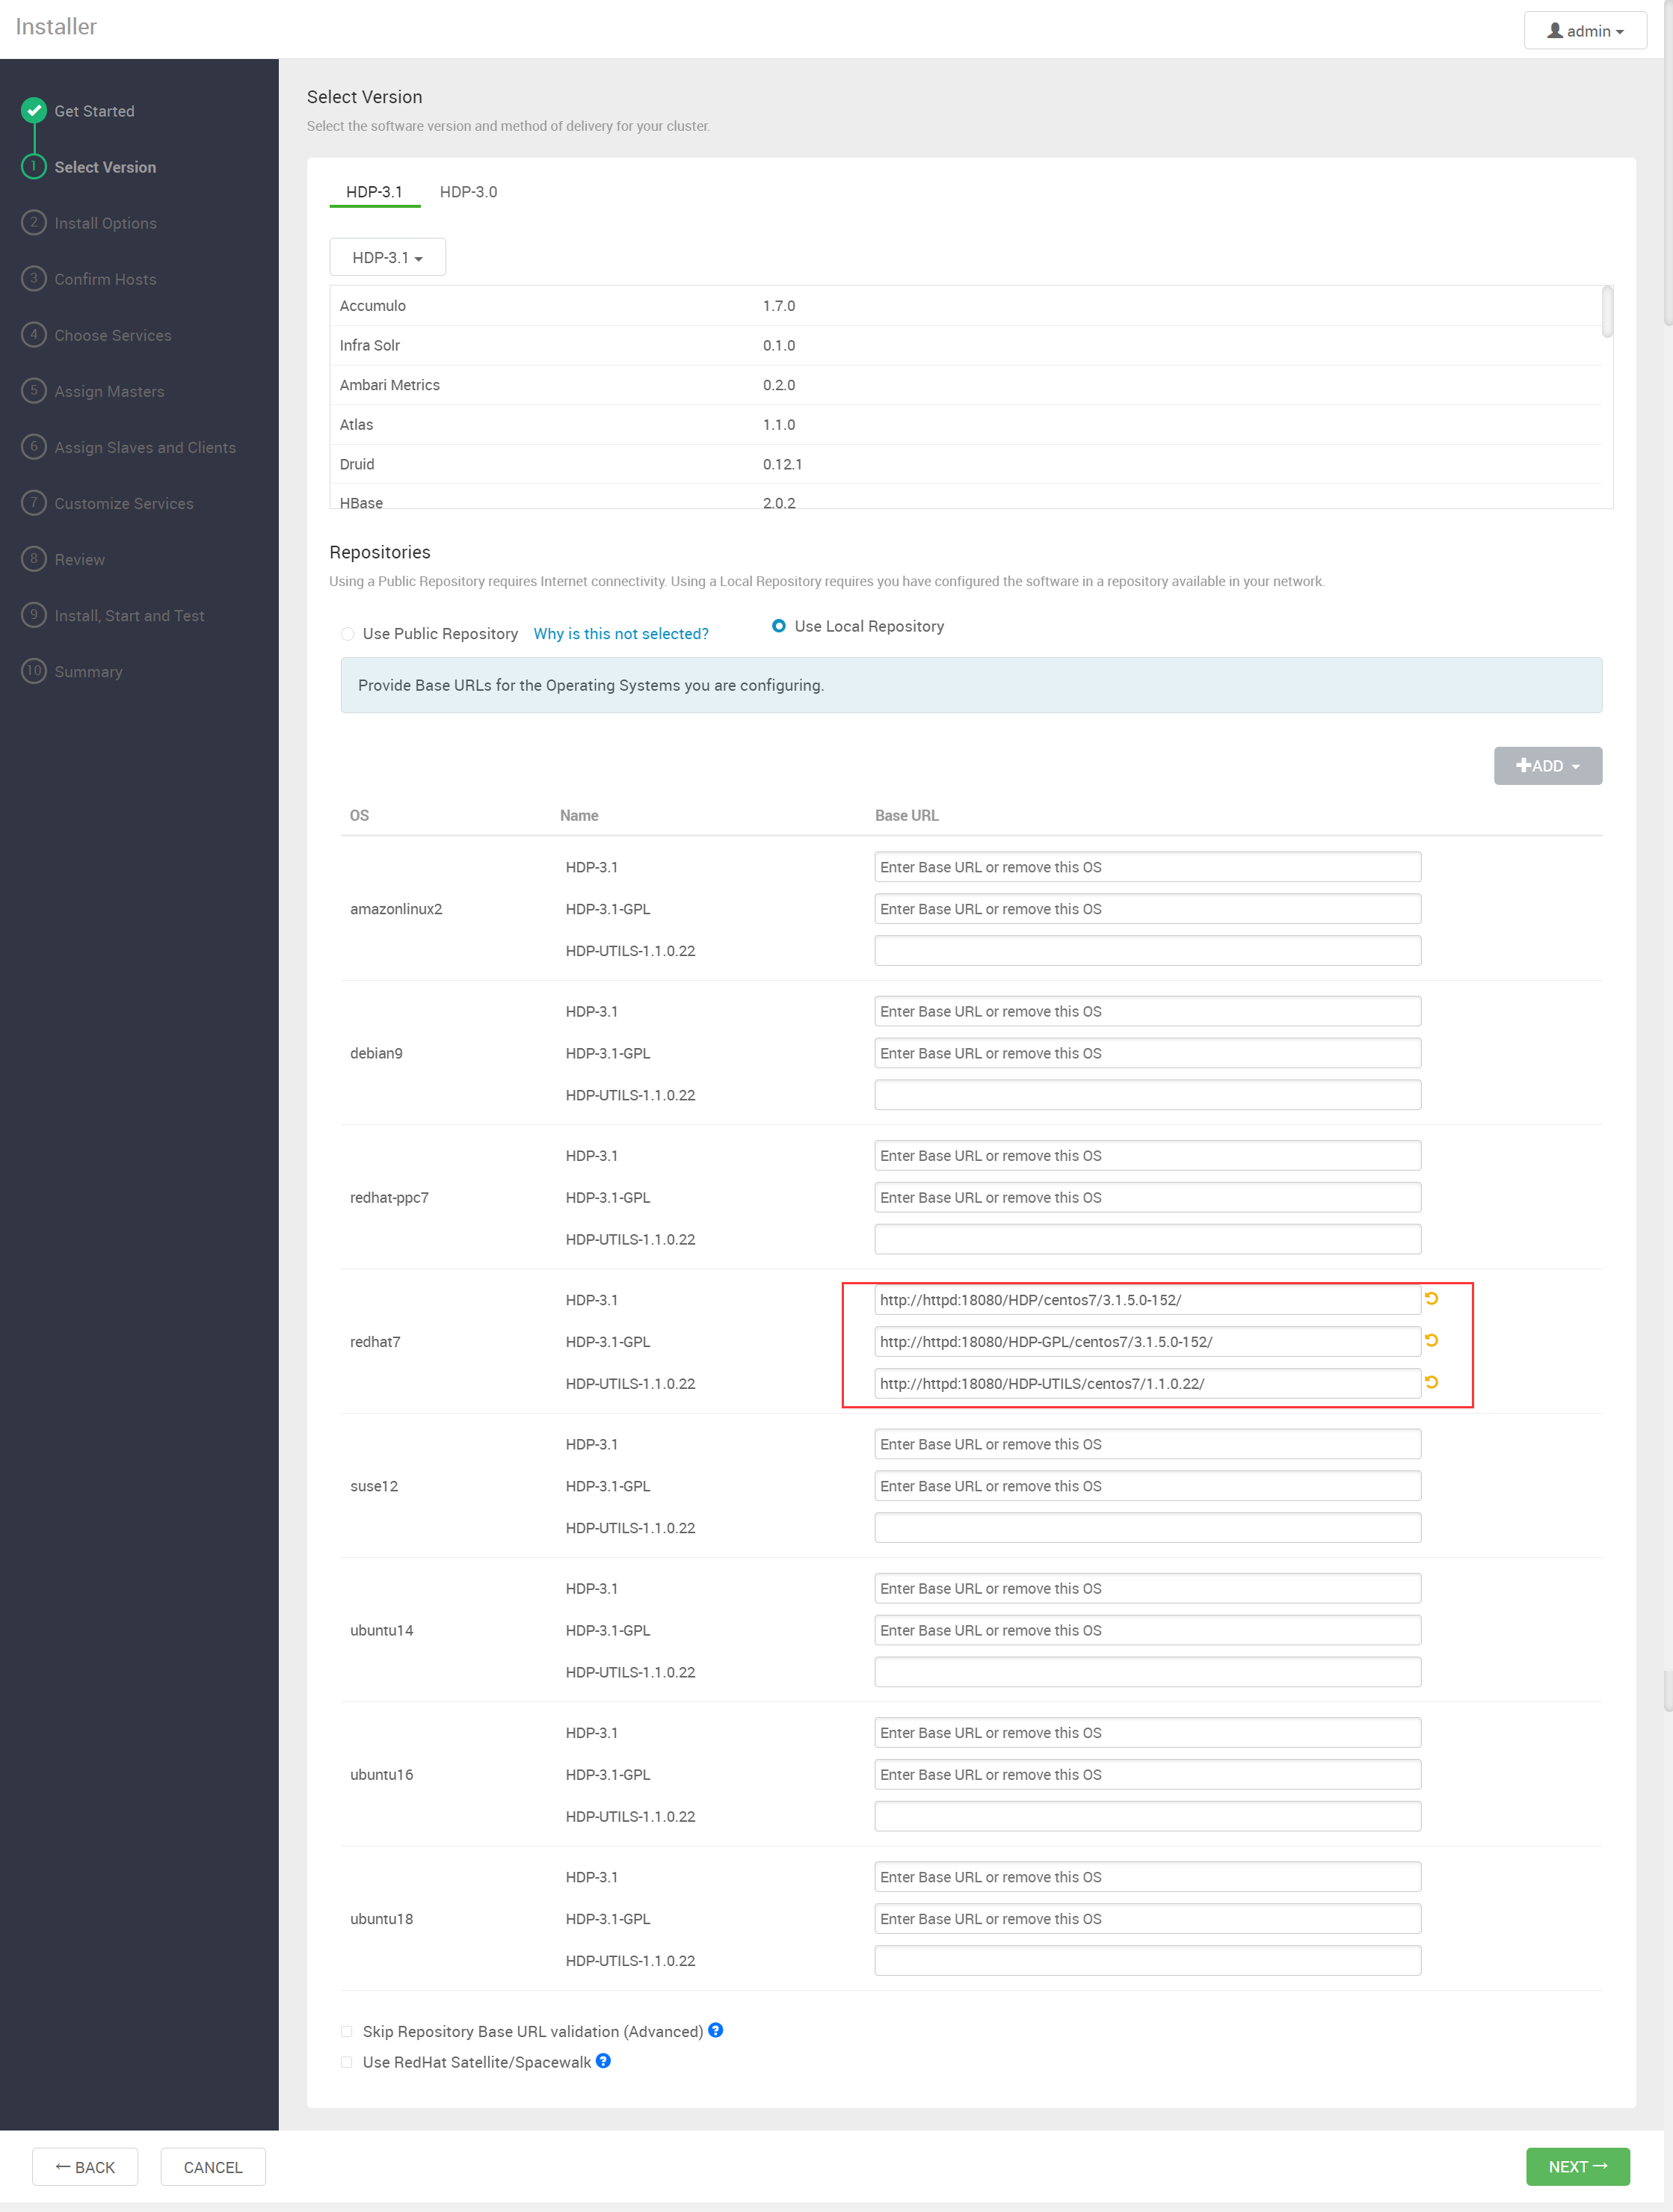 Installer
admin
Get Started
1 Select Version
2 Install Options
3 Confirm Hosts
4 Choose Services
5 Assign Masters
6 Assign Slaves and Clients
7 Customize Services
8 Review
9 Install, Start and Test
10 Summary
Select Version
Select the software version and method of delivery for your cluster.
HDP-3.1 HDP-3.0
HDP-3.1
Accumulo 1.7.0
Infra Solr 0.1.0
Ambari Metrics 0.2.0
Atlas 1.1.0
Druid 0.12.1
HBase 2.0.2
Repositories
Using a Public Repository requires Internet connectivity. Using a Local Repository requires you have configured the software in a repository available in your network.
Use Public Repository Why is this not selected? Use Local Repository
Provide Base URLs for the Operating Systems you are configuring.
ADD
OS Name Base URL
HDP-3.1 Enter Base URL or remove this OS
amazonlinux2 HDP-3.1-GPL Enter Base URL or remove this OS
HDP-UTILS-1.1.0.22
HDP-3.1 Enter Base URL or remove this OS
debian9 HDP-3.1-GPL Enter Base URL or remove this OS
HDP-UTILS-1.1.0.22
HDP-3.1 Enter Base URL or remove this OS
redhat-ppc7 HDP-3.1-GPL Enter Base URL or remove this OS
HDP-UTILS-1.1.0.22
HDP-3.1 http://httpd:18080/HDP/centos7/3.1.5.0-152/
redhat7 HDP-3.1-GPL http://httpd:18080/HDP-GPL/centos7/3.1.5.0-152/
HDP-UTILS-1.1.0.22 http://httpd:18080/HDP-UTILS/centos7/1.1.0.22/
HDP-3.1 Enter Base URL or remove this OS
suse12 HDP-3.1-GPL Enter Base URL or remove this OS
HDP-UTILS-1.1.0.22
HDP-3.1 Enter Base URL or remove this OS
ubuntu14 HDP-3.1-GPL Enter Base URL or remove this OS
HDP-UTILS-1.1.0.22
HDP-3.1 Enter Base URL or remove this OS
ubuntu16 HDP-3.1-GPL Enter Base URL or remove this OS
HDP-UTILS-1.1.0.22
HDP-3.1 Enter Base URL or remove this OS
ubuntu18 HDP-3.1-GPL Enter Base URL or remove this OS
HDP-UTILS-1.1.0.22
Skip Repository Base URL validation (Advanced) ?
Use RedHat Satellite/Spacewalk ?
← BACK CANCEL NEXT →